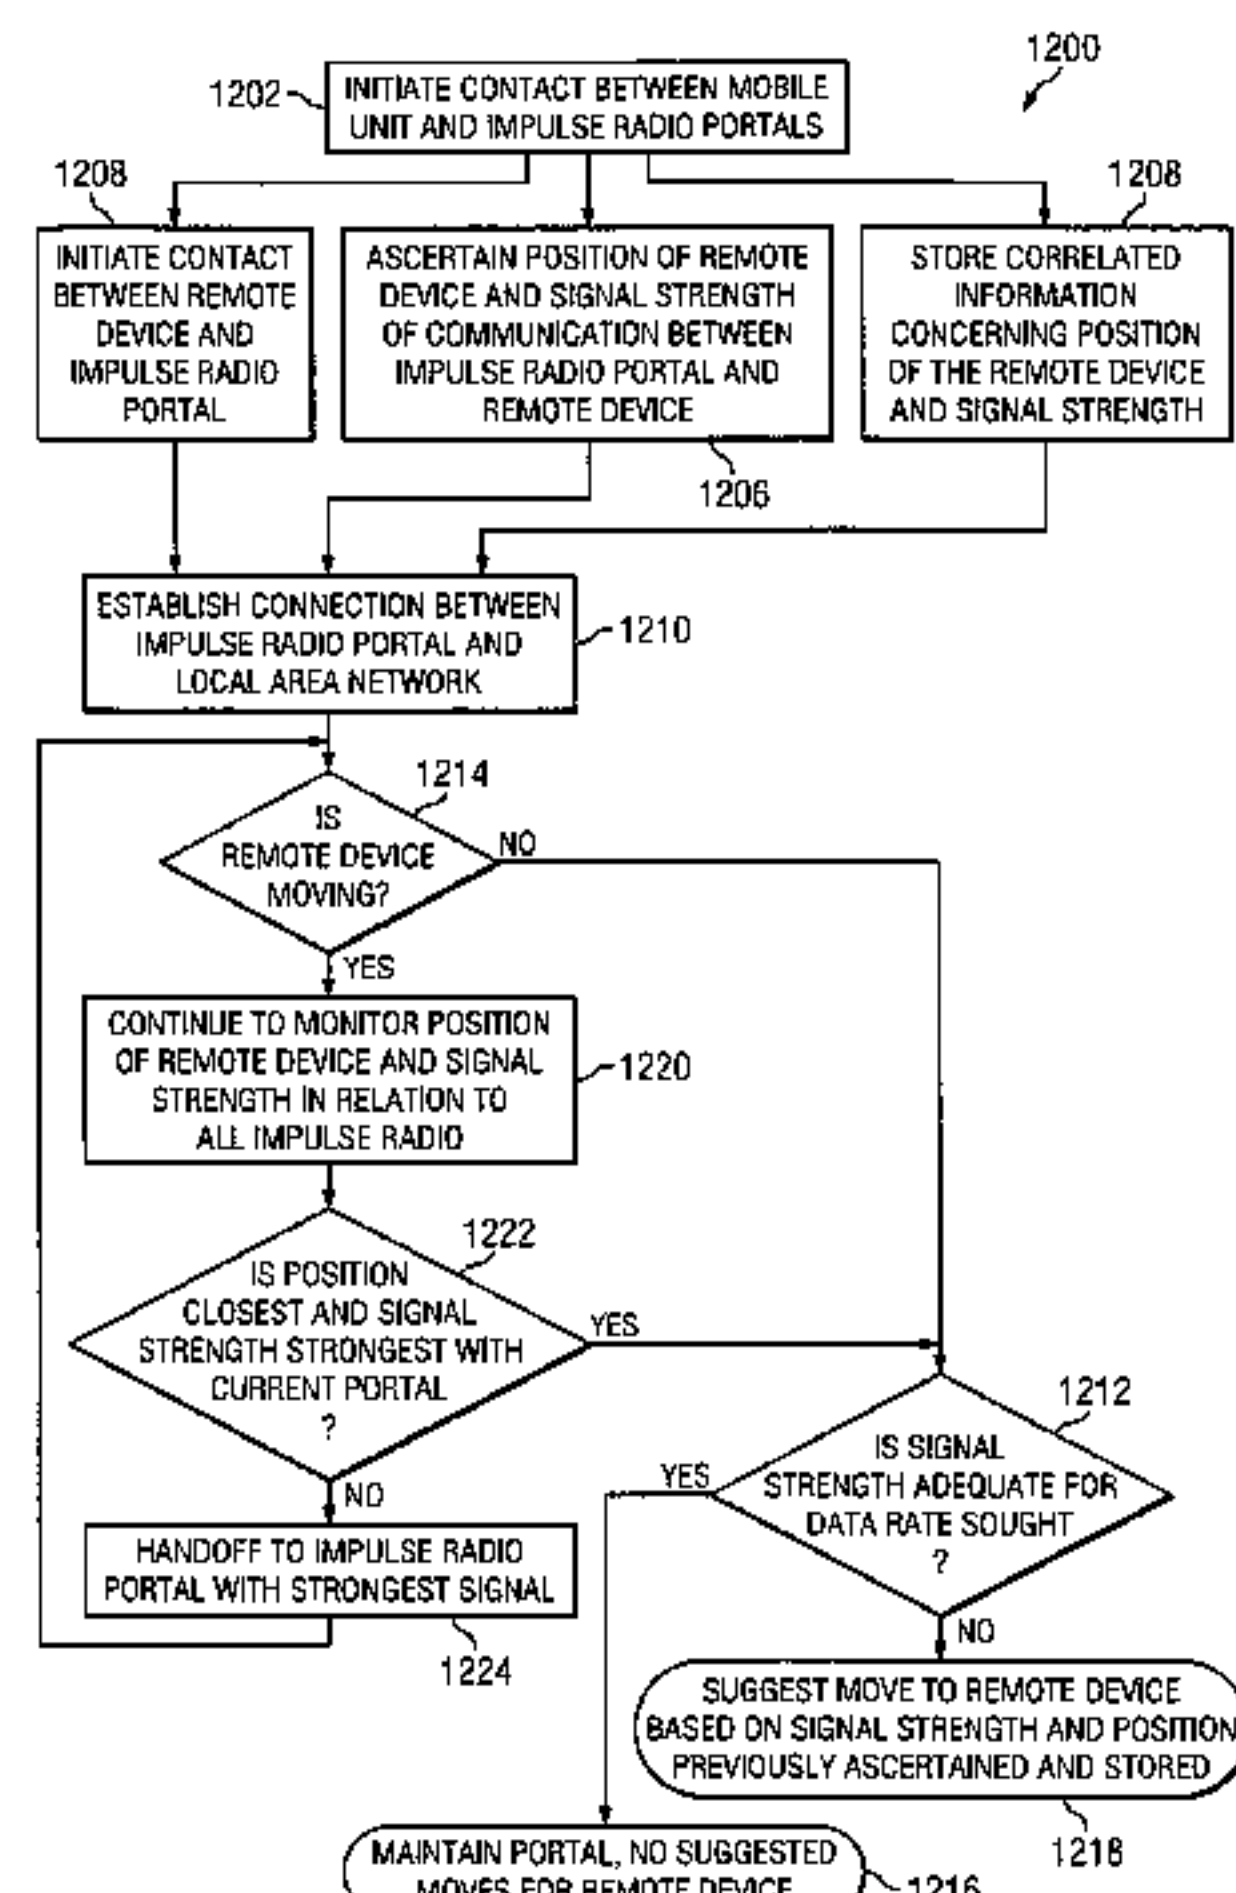 1200
1202
INITIATE CONTACT BETWEEN MOBILE
UNIT AND IMPULSE RADIO PORTALS
1208
INITIATE CONTACT
BETWEEN REMOTE
DEVICE AND
IMPULSE RADIO
PORTAL
ASCERTAIN POSITION OF REMOTE
DEVICE AND SIGNAL STRENGTH
OF COMMUNICATION BETWEEN
IMPULSE RADIO PORTAL AND
REMOTE DEVICE
1206
1208
STORE CORRELATED
INFORMATION
CONCERNING POSITION
OF THE REMOTE DEVICE
AND SIGNAL STRENGTH
ESTABLISH CONNECTION BETWEEN
IMPULSE RADIO PORTAL AND
LOCAL AREA NETWORK
1210
1214
IS
REMOTE DEVICE
MOVING?
NO
YES
CONTINUE TO MONITOR POSITION
OF REMOTE DEVICE AND SIGNAL
STRENGTH IN RELATION TO
ALL IMPULSE RADIO
1220
1222
IS POSITION
CLOSEST AND SIGNAL
STRENGTH STRONGEST WITH
CURRENT PORTAL
?
YES
NO
HANDOFF TO IMPULSE RADIO
PORTAL WITH STRONGEST SIGNAL
1224
1212
IS SIGNAL
STRENGTH ADEQUATE FOR
DATA RATE SOUGHT
?
YES
NO
SUGGEST MOVE TO REMOTE DEVICE
BASED ON SIGNAL STRENGTH AND POSITION
PREVIOUSLY ASCERTAINED AND STORED
1218
MAINTAIN PORTAL, NO SUGGESTED
MOVES FOR REMOTE DEVICE
1216